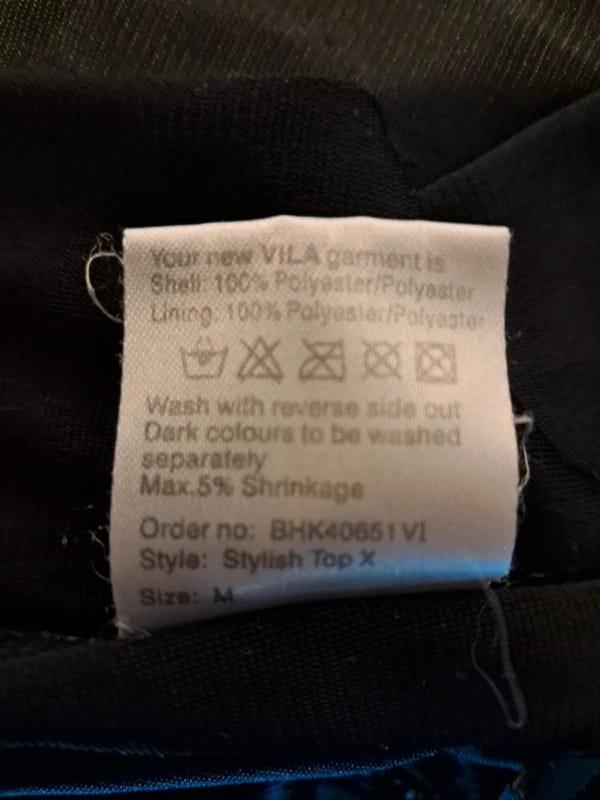 Your new VILA garment is
Shell: 100% Polyester/Polyester
Lining: 100% Polyester/Polyester
Wash with reverse side out
Dark colours to be washed
separately
Max.5% Shrinkage
Order no: BHK40651VI
Style: Stylish Top X
Size: M